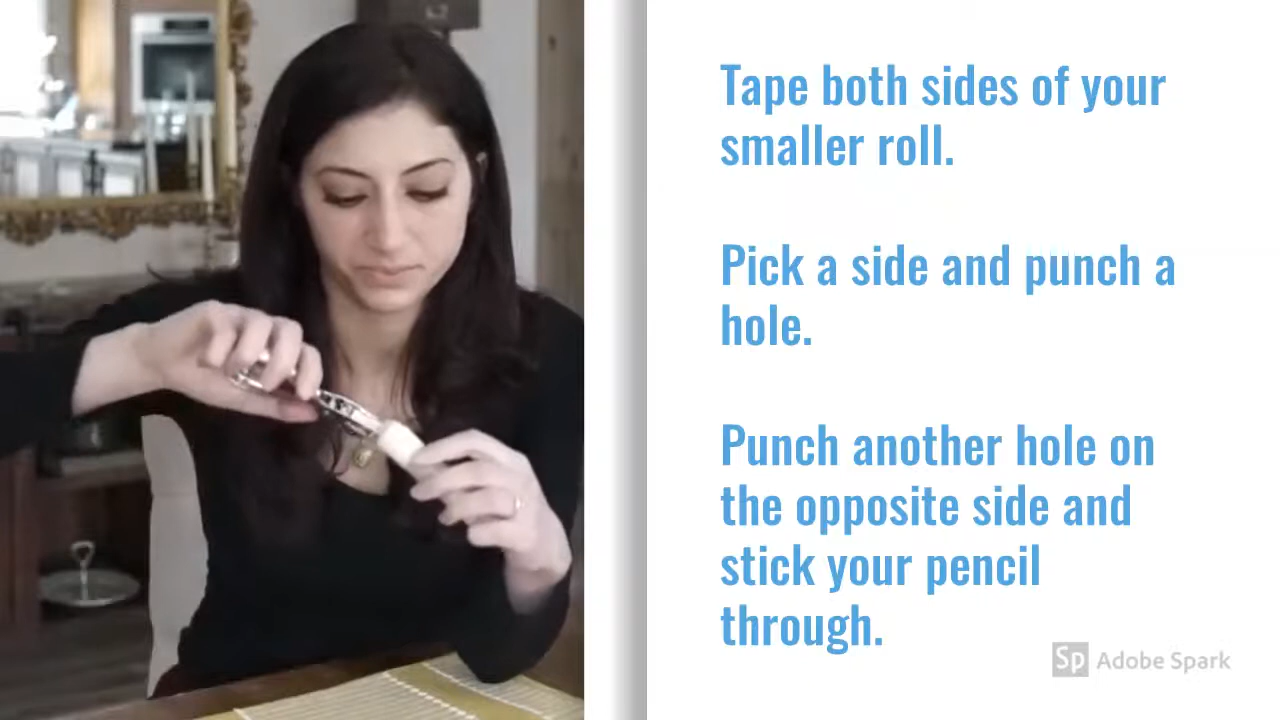 Tape both sides of your
smaller roll.
Pick a side and punch a
hole.
Punch another hole on
the opposite side and
stick your pencil
through.
Sp Adobe Spark